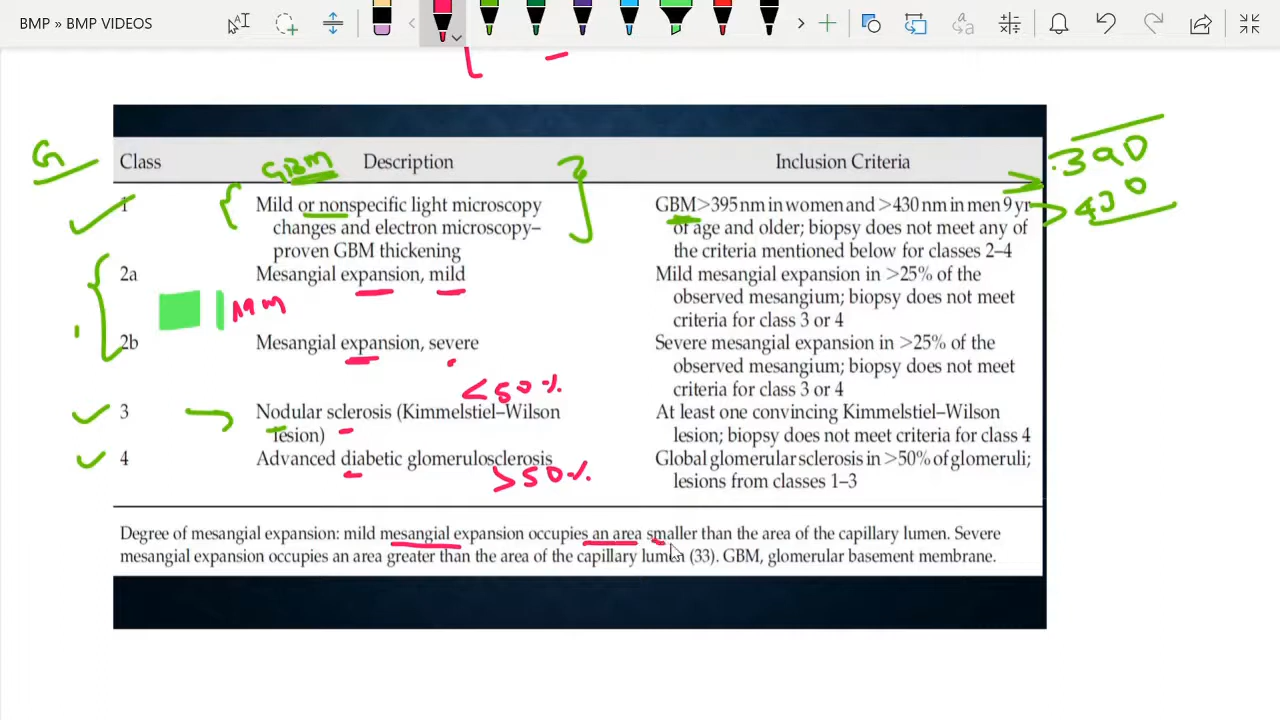 BMP » BMP VIDEOS
G
GBM
Class Description Inclusion Criteria
390
430
1 Mild or nonspecific light microscopy GBM>395 nm in women and >430 nm in men 9 yr
changes and electron microscopy– of age and older; biopsy does not meet any of
proven GBM thickening the criteria mentioned below for classes 2–4
2a Mesangial expansion, mild Mild mesangial expansion in >25% of the
observed mesangium; biopsy does not meet
criteria for class 3 or 4
2b Mesangial expansion, severe Severe mesangial expansion in >25% of the
observed mesangium; biopsy does not meet
criteria for class 3 or 4
<50%
3 Nodular sclerosis (Kimmelstiel–Wilson At least one convincing Kimmelstiel–Wilson
lesion) lesion; biopsy does not meet criteria for class 4
4 Advanced diabetic glomerulosclerosis Global glomerular sclerosis in >50% of glomeruli;
>50% lesions from classes 1–3
Degree of mesangial expansion: mild mesangial expansion occupies an area smaller than the area of the capillary lumen. Severe
mesangial expansion occupies an area greater than the area of the capillary lumen (33). GBM, glomerular basement membrane.